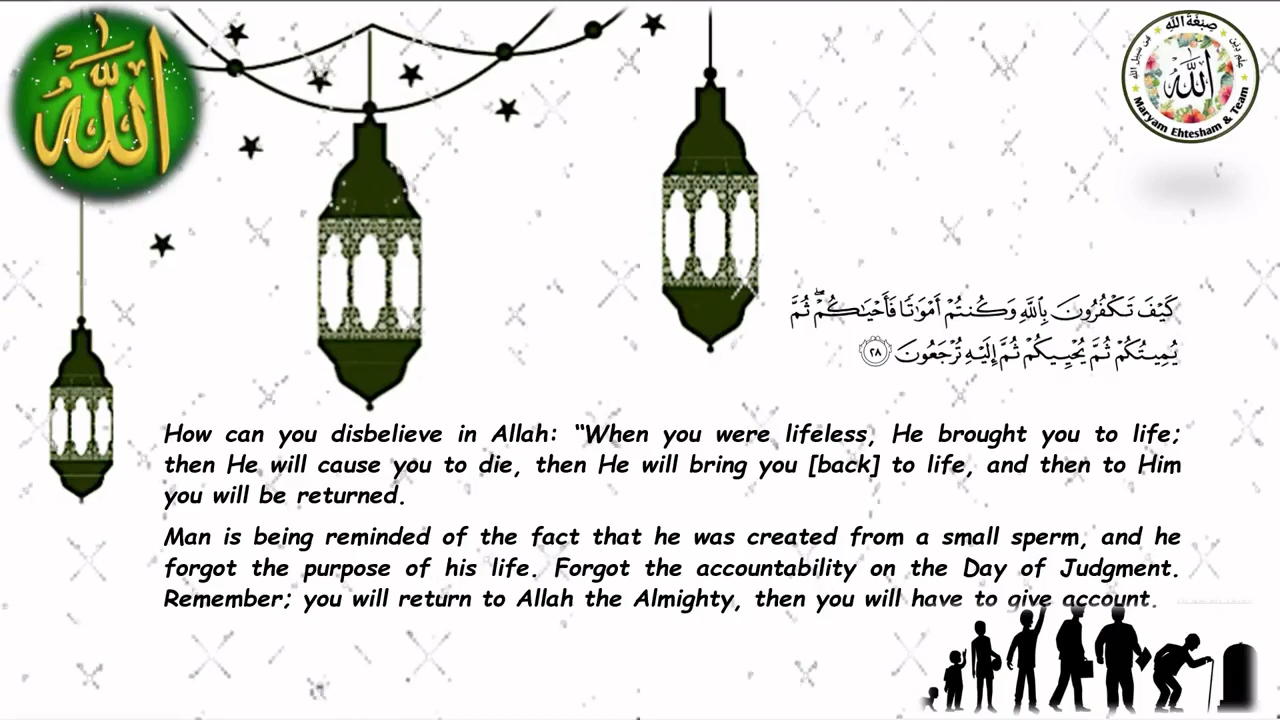 الله
صِبْغَةَ اللَّهِ
الله
Maryam Ehtesham & Team
كَيْفَ تَكْفُرُونَ بِٱللَّهِ وَكُنتُمْ أَمْوَٰتًا فَأَحْيَـٰكُمْ ۖ ثُمَّ
يُمِيتُكُمْ ثُمَّ يُحْيِيكُمْ ثُمَّ إِلَيْهِ تُرْجَعُونَ ٢٨
How can you disbelieve in Allah: “When you were lifeless, He brought you to life;
then He will cause you to die, then He will bring you [back] to life, and then to Him
you will be returned.
Man is being reminded of the fact that he was created from a small sperm, and he
forgot the purpose of his life. Forgot the accountability on the Day of Judgment.
Remember; you will return to Allah the Almighty, then you will have to give account.